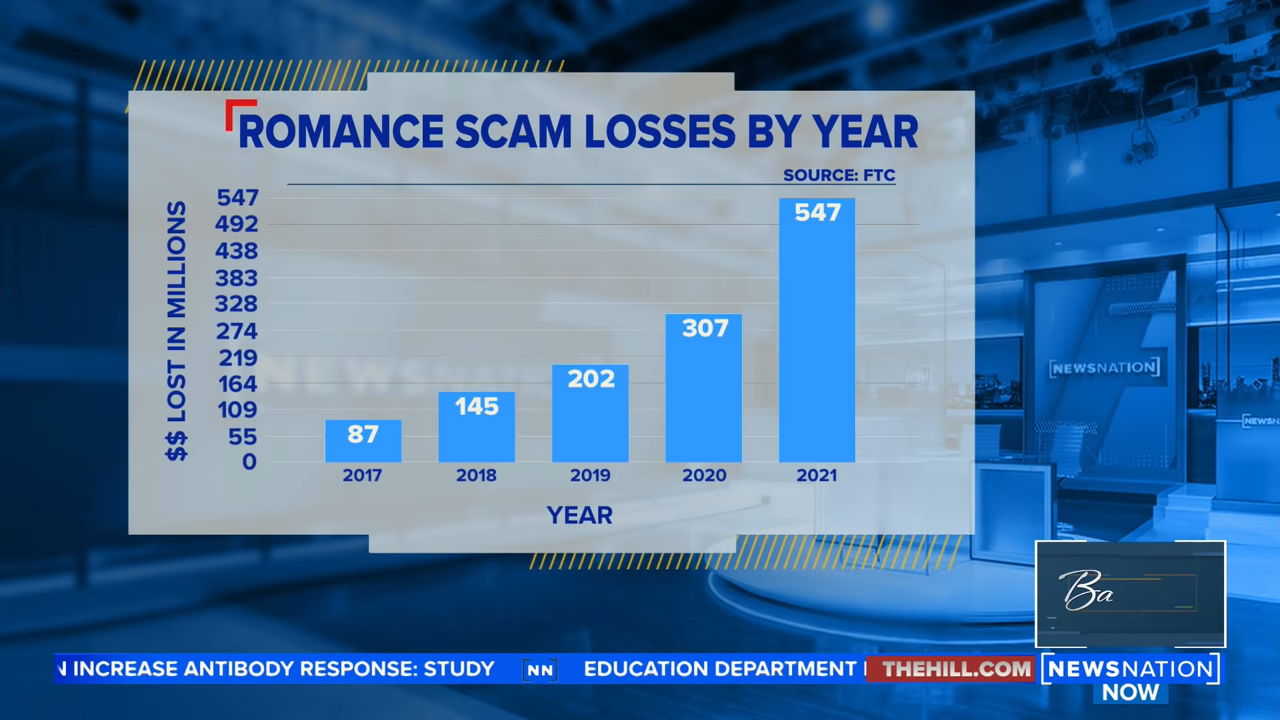 ROMANCE SCAM LOSSES BY YEAR
SOURCE: FTC
$$ LOST IN MILLIONS
547
492
438
383
328
274
219
164
109
55
0
87
145
202
307
547
2017
2018
2019
2020
2021
YEAR
NEWSNATION
NEWS
Ba
N INCREASE ANTIBODY RESPONSE: STUDY NN EDUCATION DEPARTMENT
THEHILL.COM
NEWSNATION
NOW